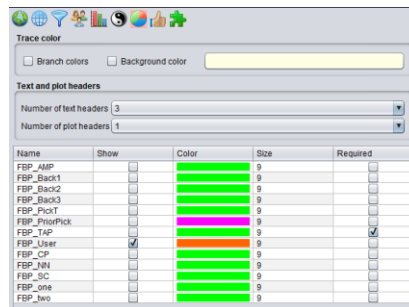 Trace color
Branch colors Background color
Text and plot headers
Number of text headers 3
Number of plot headers 1
Name Show Color Size Required
FBP_AMP 9
FBP_Back1 9
FBP_Back2 9
FBP_Back3 9
FBP_PickT 9
FBP_PriorPick 9
FBP_TAP 9
FBP_User 9
FBP_CP 9
FBP_NN 9
FBP_SC 9
FBP_one 9
FBP_two 9